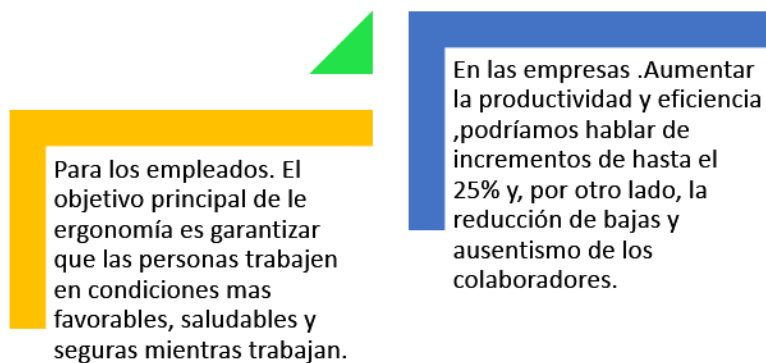 Para los empleados. El
objetivo principal de le
ergonomía es garantizar
que las personas trabajen
en condiciones mas
favorables, saludables y
seguras mientras trabajan.
En las empresas .Aumentar
la productividad y eficiencia
,podríamos hablar de
incrementos de hasta el
25% y, por otro lado, la
reducción de bajas y
ausentismo de los
colaboradores.